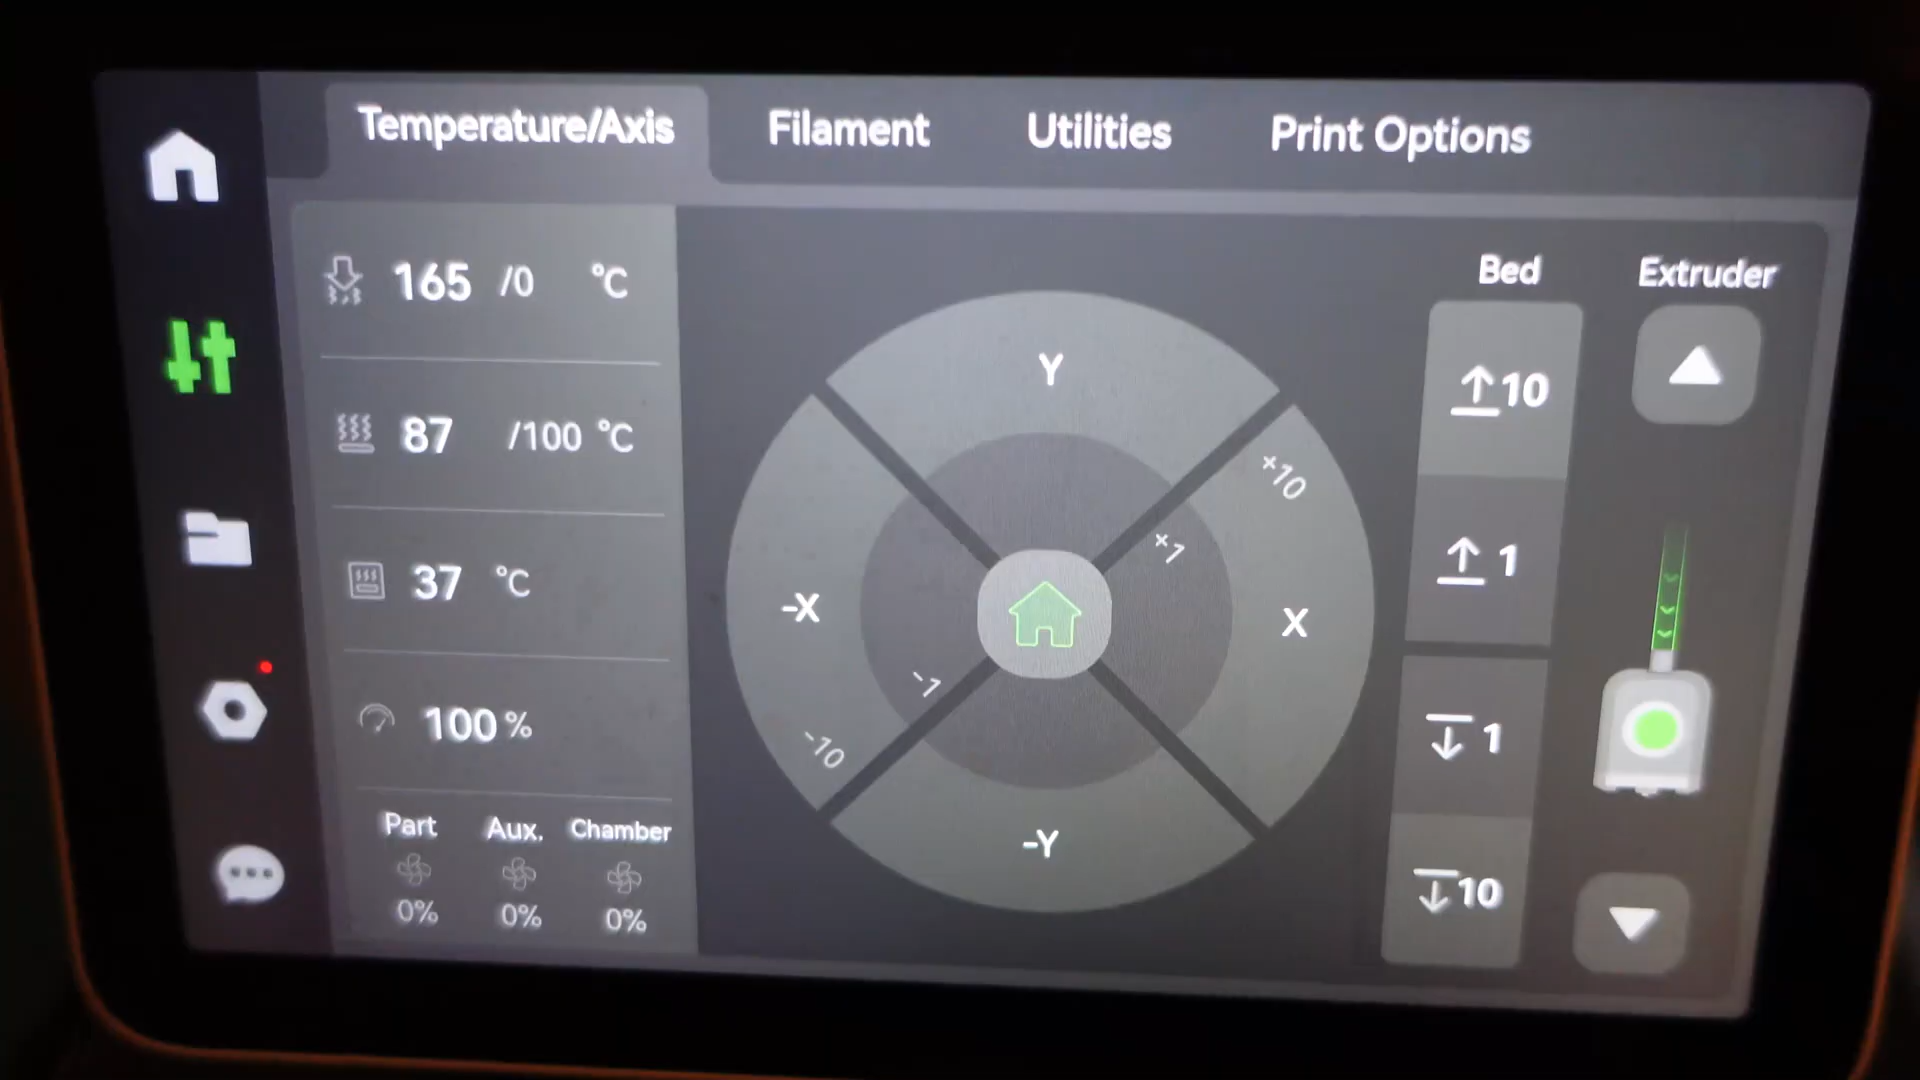 Temperature/Axis Filament Utilities Print Options
165 /0 °C
87 /100 °C
37 °C
100 %
Part Aux. Chamber
0% 0% 0%
Y
+10
+1
-X
X
-1
-10
-Y
Bed
10
1
1
10
Extruder